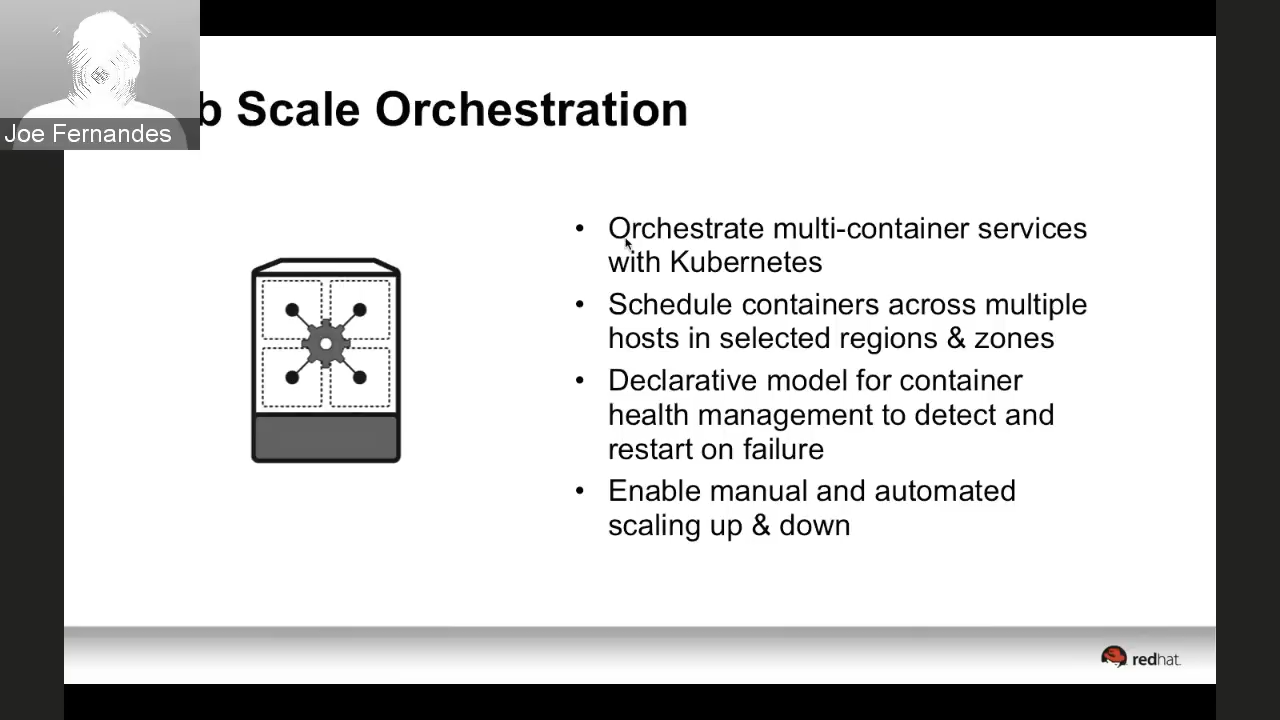 b Scale Orchestration
Joe Fernandes
• Orchestrate multi-container services
with Kubernetes
• Schedule containers across multiple
hosts in selected regions & zones
• Declarative model for container
health management to detect and
restart on failure
• Enable manual and automated
scaling up & down
redhat.